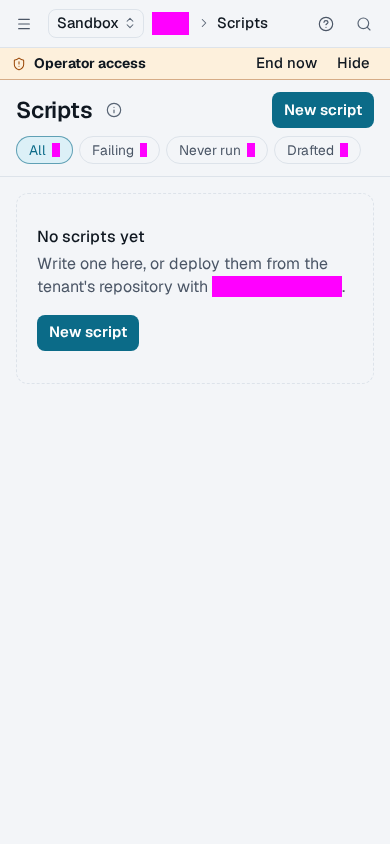 Sandbox > Scripts
Operator access End now Hide
Scripts New script
All Failing Never run Drafted
No scripts yet
Write one here, or deploy them from the
tenant's repository with .
New script